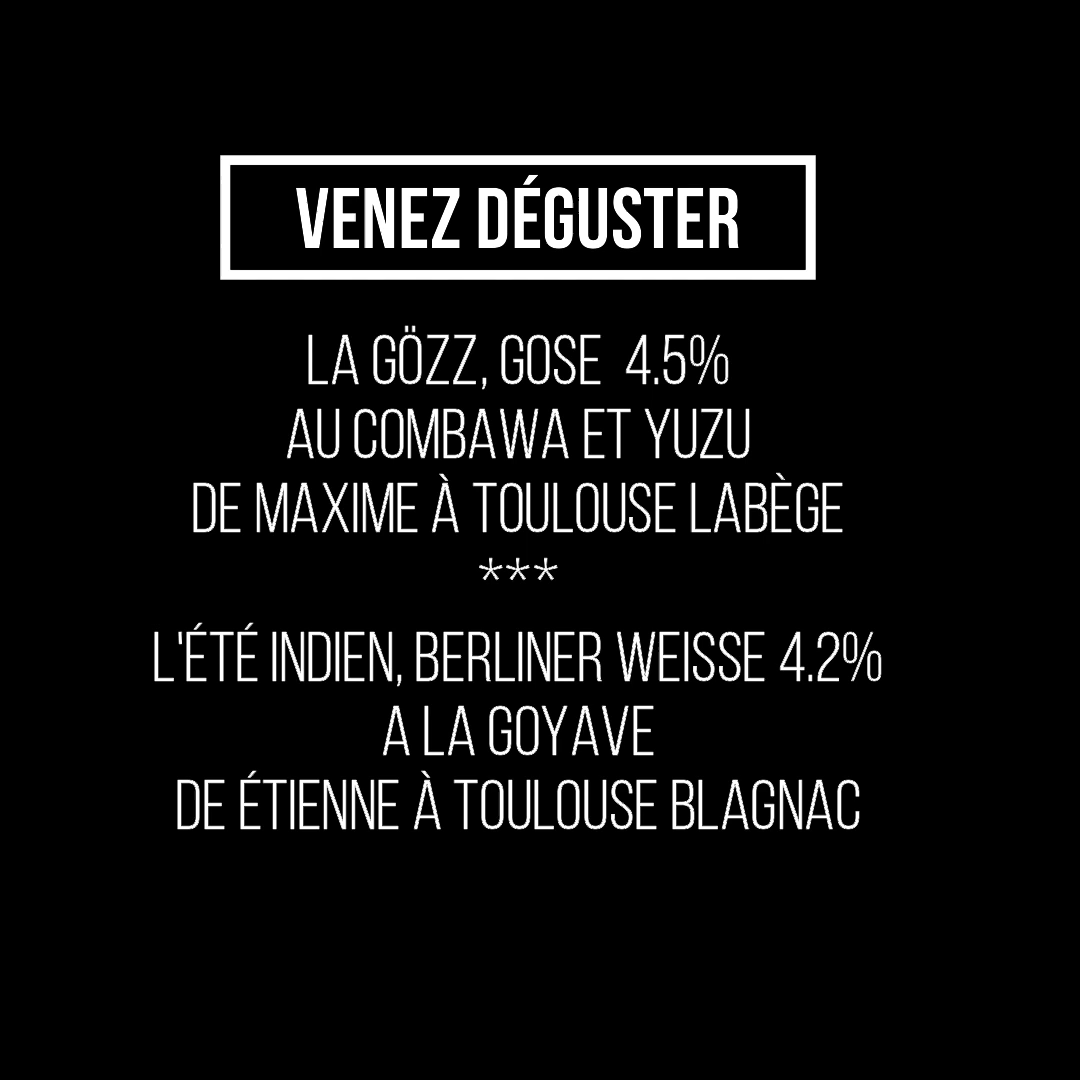 VENEZ DÉGUSTER
LA GÖZZ, GOSE  4.5%
AU COMBAWA ET YUZU
DE MAXIME À TOULOUSE LABÈGE
***
L'ÉTÉ INDIEN, BERLINER WEISSE 4.2%
A LA GOYAVE
DE ÉTIENNE À TOULOUSE BLAGNAC